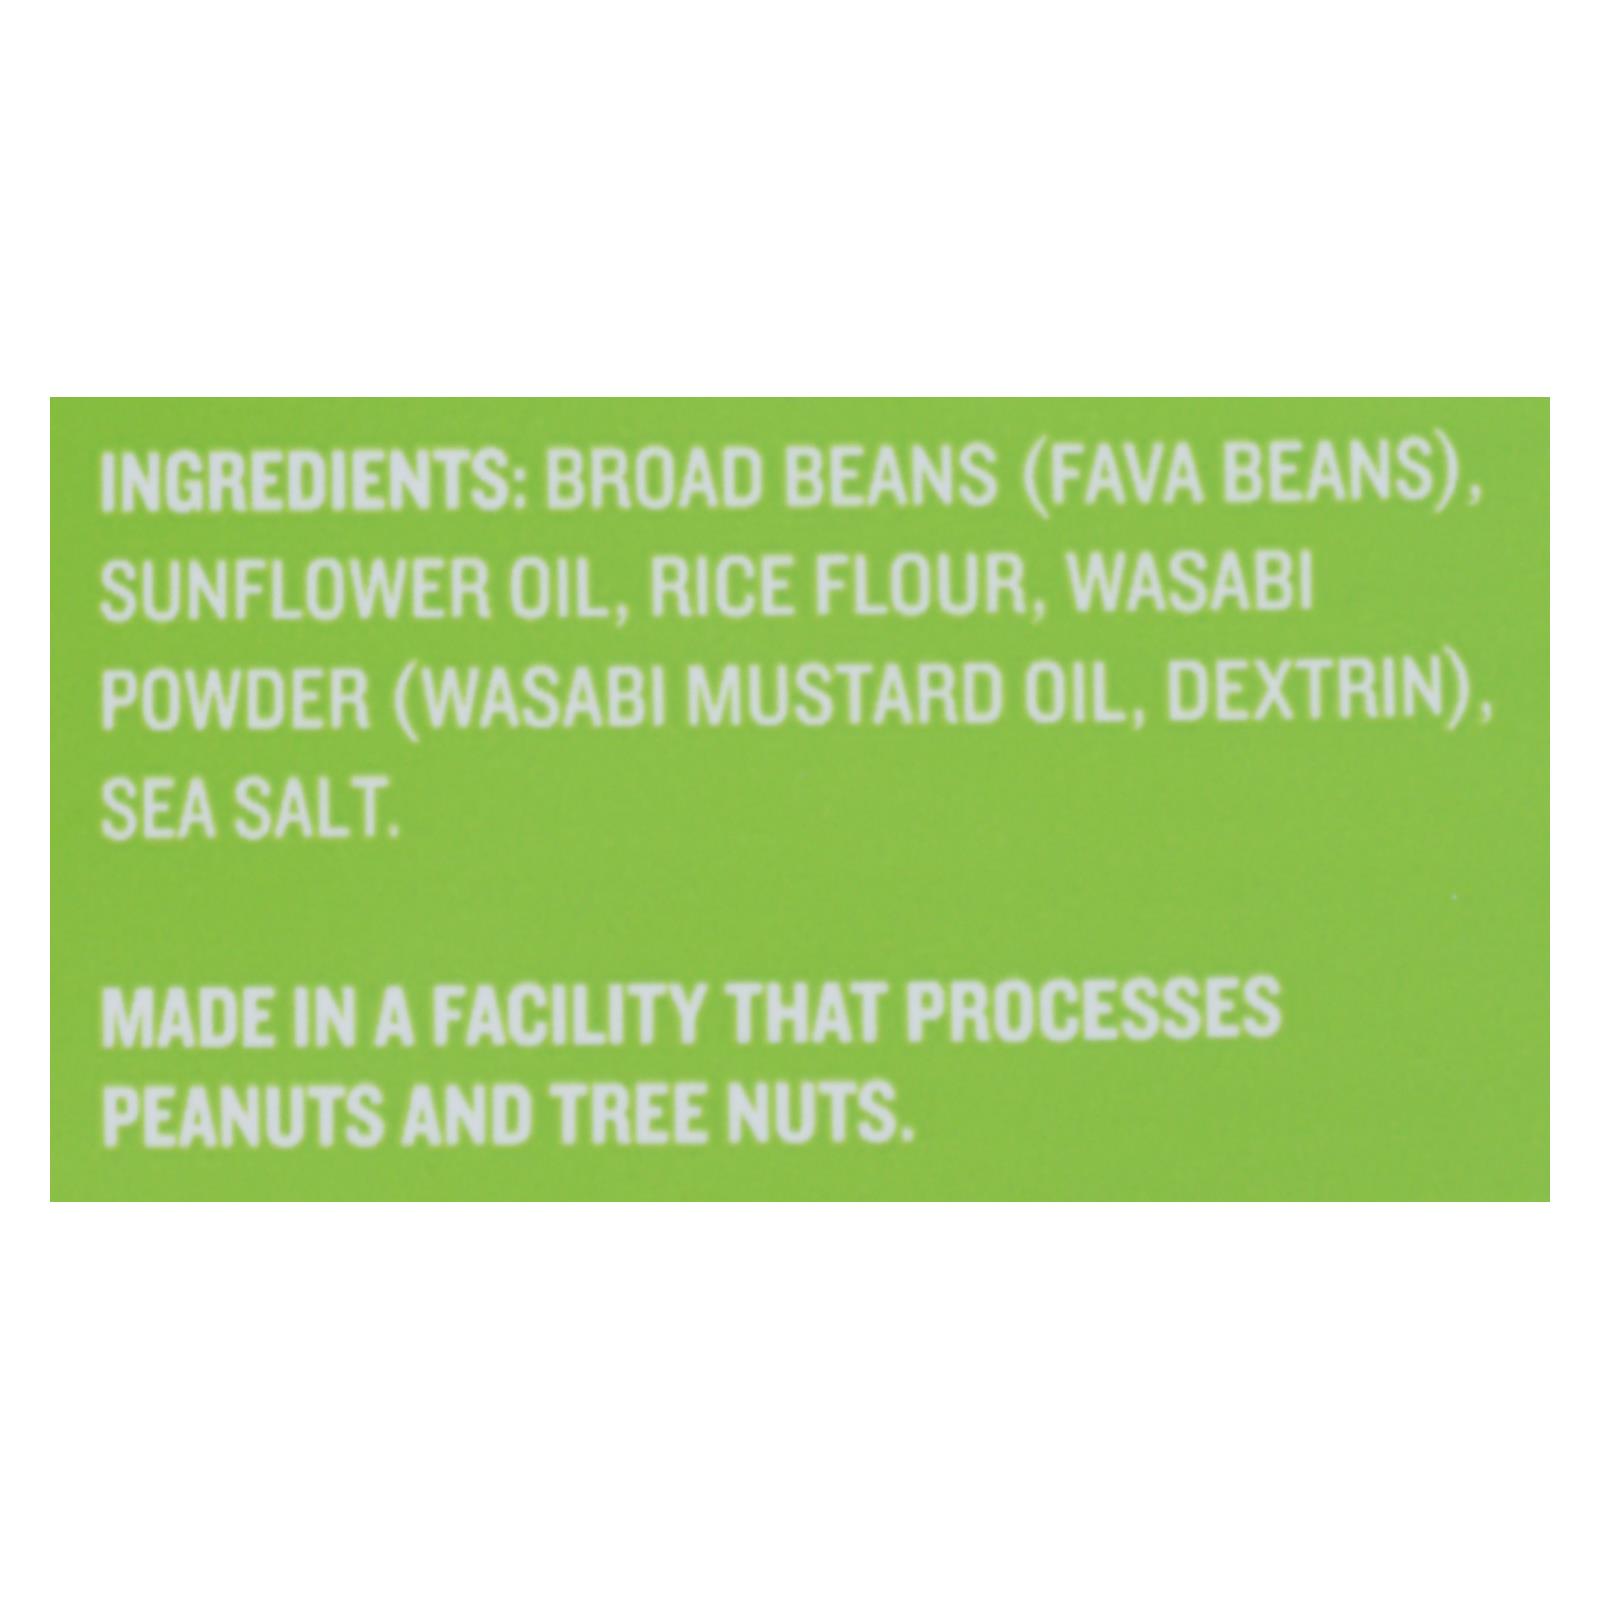 INGREDIENTS: BROAD BEANS (FAVA BEANS),
SUNFLOWER OIL, RICE FLOUR, WASABI
POWDER (WASABI MUSTARD OIL, DEXTRIN),
SEA SALT.
MADE IN A FACILITY THAT PROCESSES
PEANUTS AND TREE NUTS.